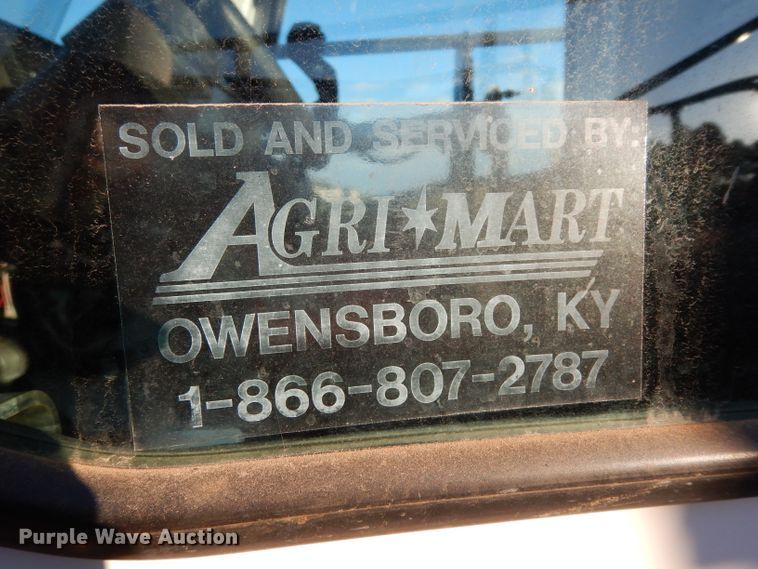 SOLD AND SERVICED BY:
AGRI★MART
OWENSBORO, KY
1-866-807-2787
Purple Wave Auction